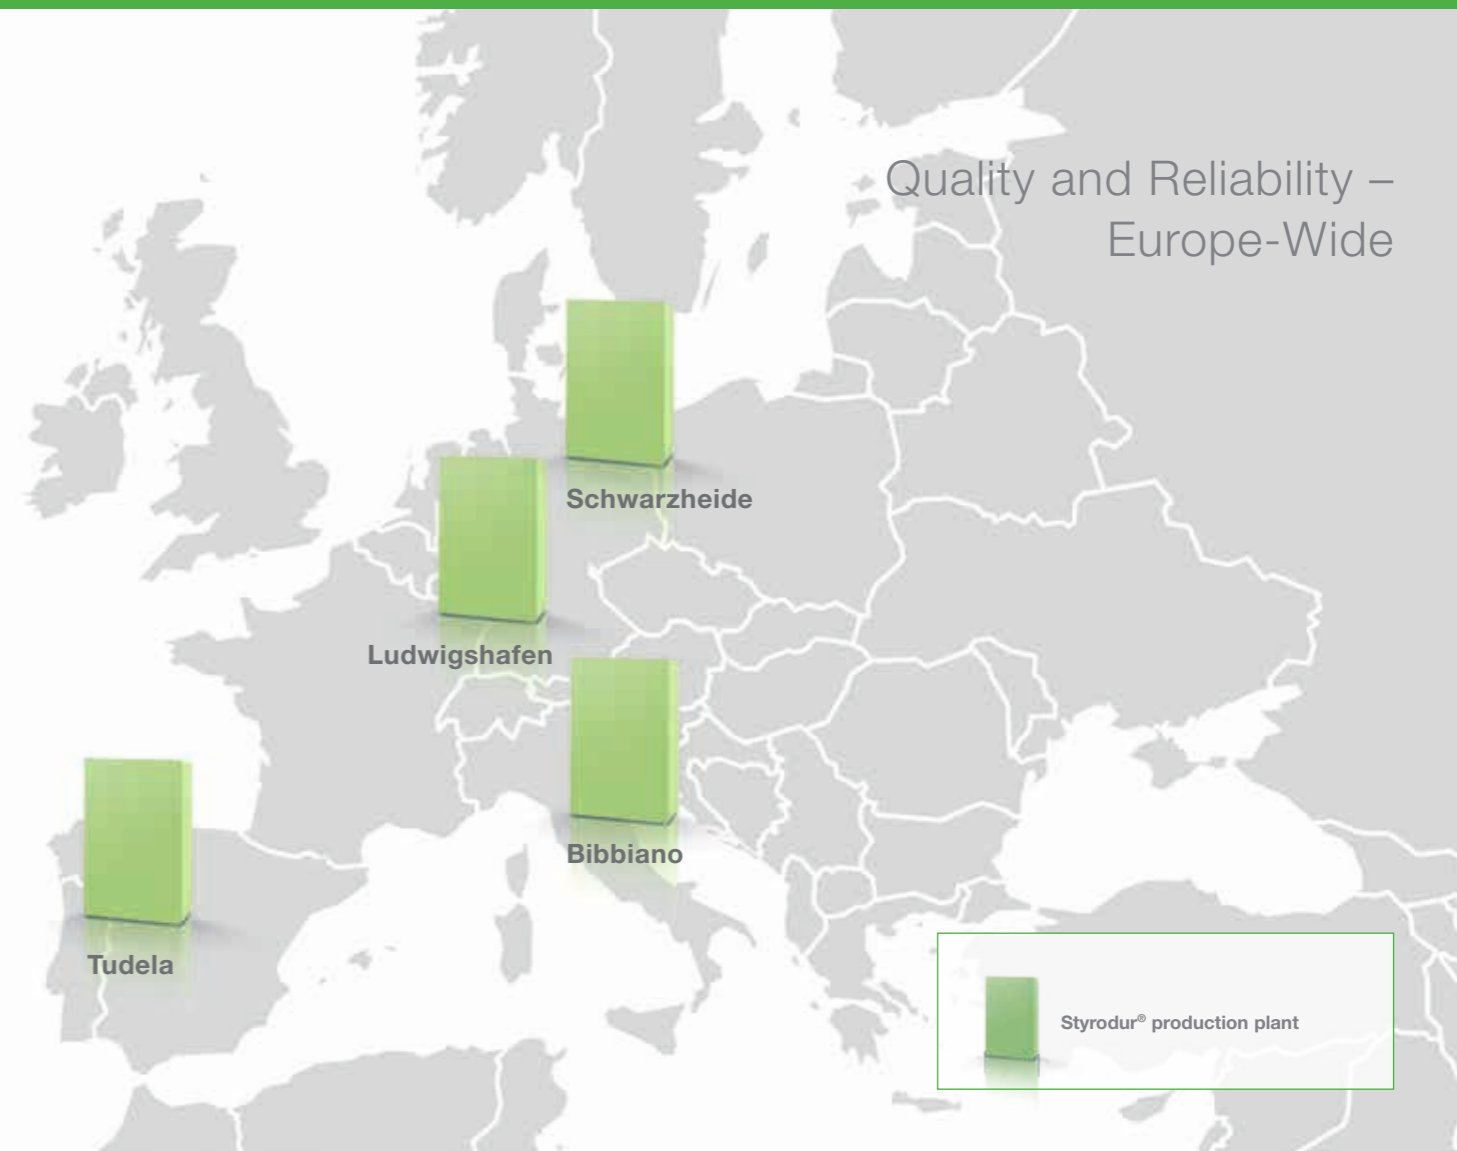 Quality and Reliability –
Europe-Wide
Schwarzheide
Ludwigshafen
Bibbiano
Tudela
Styrodur® production plant